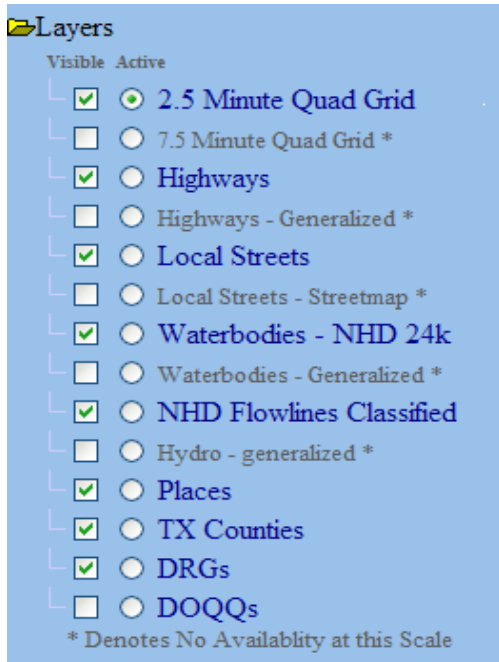 Layers
Visible Active
2.5 Minute Quad Grid
7.5 Minute Quad Grid *
Highways
Highways - Generalized *
Local Streets
Local Streets - Streetmap *
Waterbodies - NHD 24k
Waterbodies - Generalized *
NHD Flowlines Classified
Hydro - generalized *
Places
TX Counties
DRGs
DOQQs
* Denotes No Availablity at this Scale